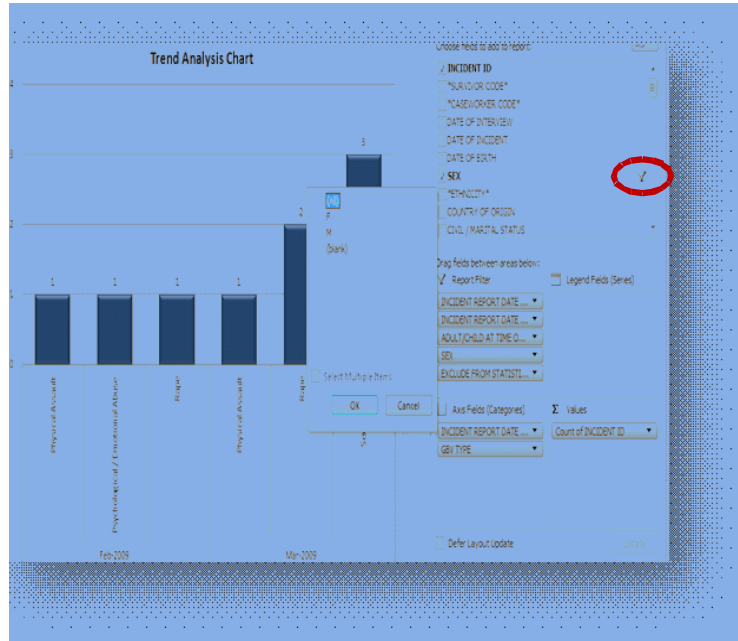 Trend Analysis Chart
4
3
2
1
0
1
1
1
1
2
3
Physical Assault
Psychological / Emotional Abuse
Rape
Physical Assault
Rape
Feb-2009
Mar-2009
(All)
F
M
(blank)
Select Multiple Items
OK
Cancel
Choose fields to add to report:
INCIDENT ID
*SURVIVOR CODE*
*CASEWORKER CODE*
DATE OF INTERVIEW
DATE OF INCIDENT
DATE OF BIRTH
SEX
*ETHNICITY*
COUNTRY OF ORIGIN
CIVIL / MARITAL STATUS
Drag fields between areas below:
Report Filter
Legend Fields (Series)
INCIDENT REPORT DATE ...
INCIDENT REPORT DATE ...
ADULT/CHILD AT TIME O...
SEX
EXCLUDE FROM STATISTI...
Axis Fields (Categories)
Σ Values
INCIDENT REPORT DATE ...
Count of INCIDENT ID
GBV TYPE
Defer Layout Update